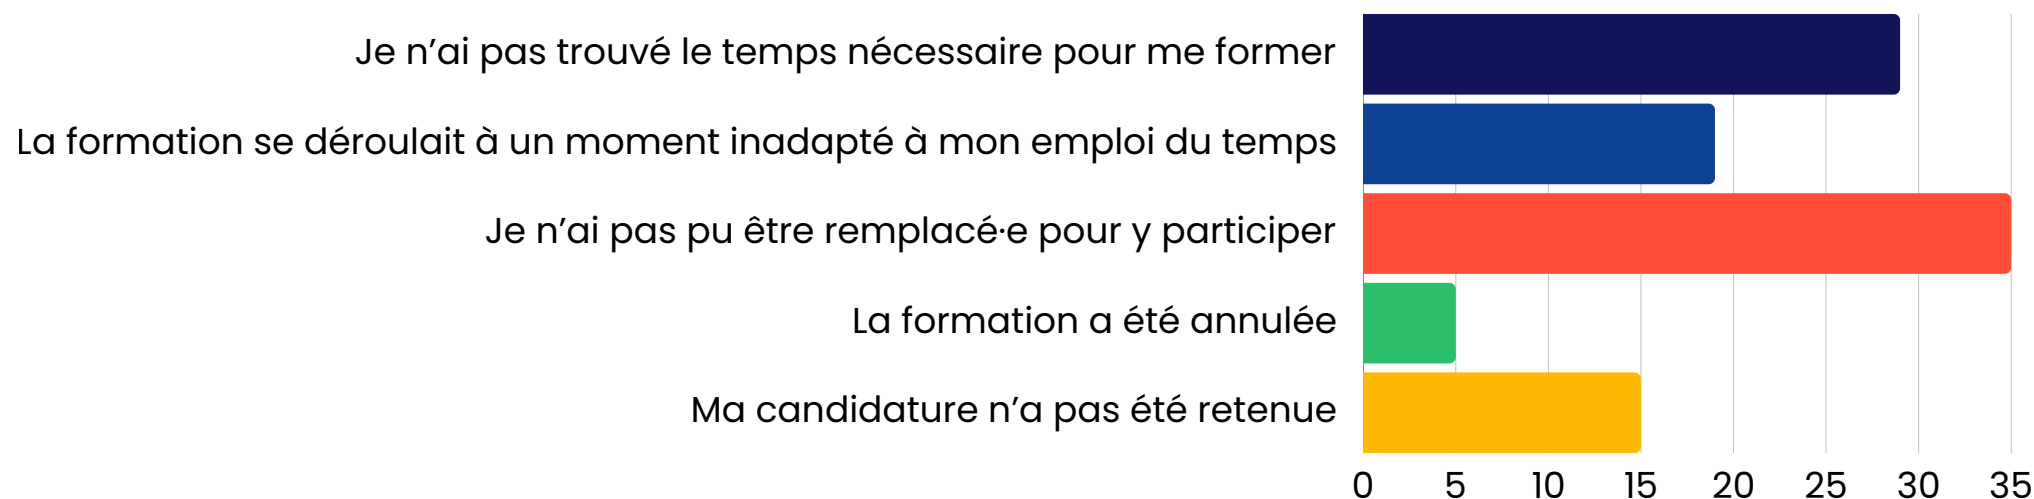 Je n’ai pas trouvé le temps nécessaire pour me former
La formation se déroulait à un moment inadapté à mon emploi du temps
Je n’ai pas pu être remplacé·e pour y participer
La formation a été annulée
Ma candidature n’a pas été retenue
0 5 10 15 20 25 30 35